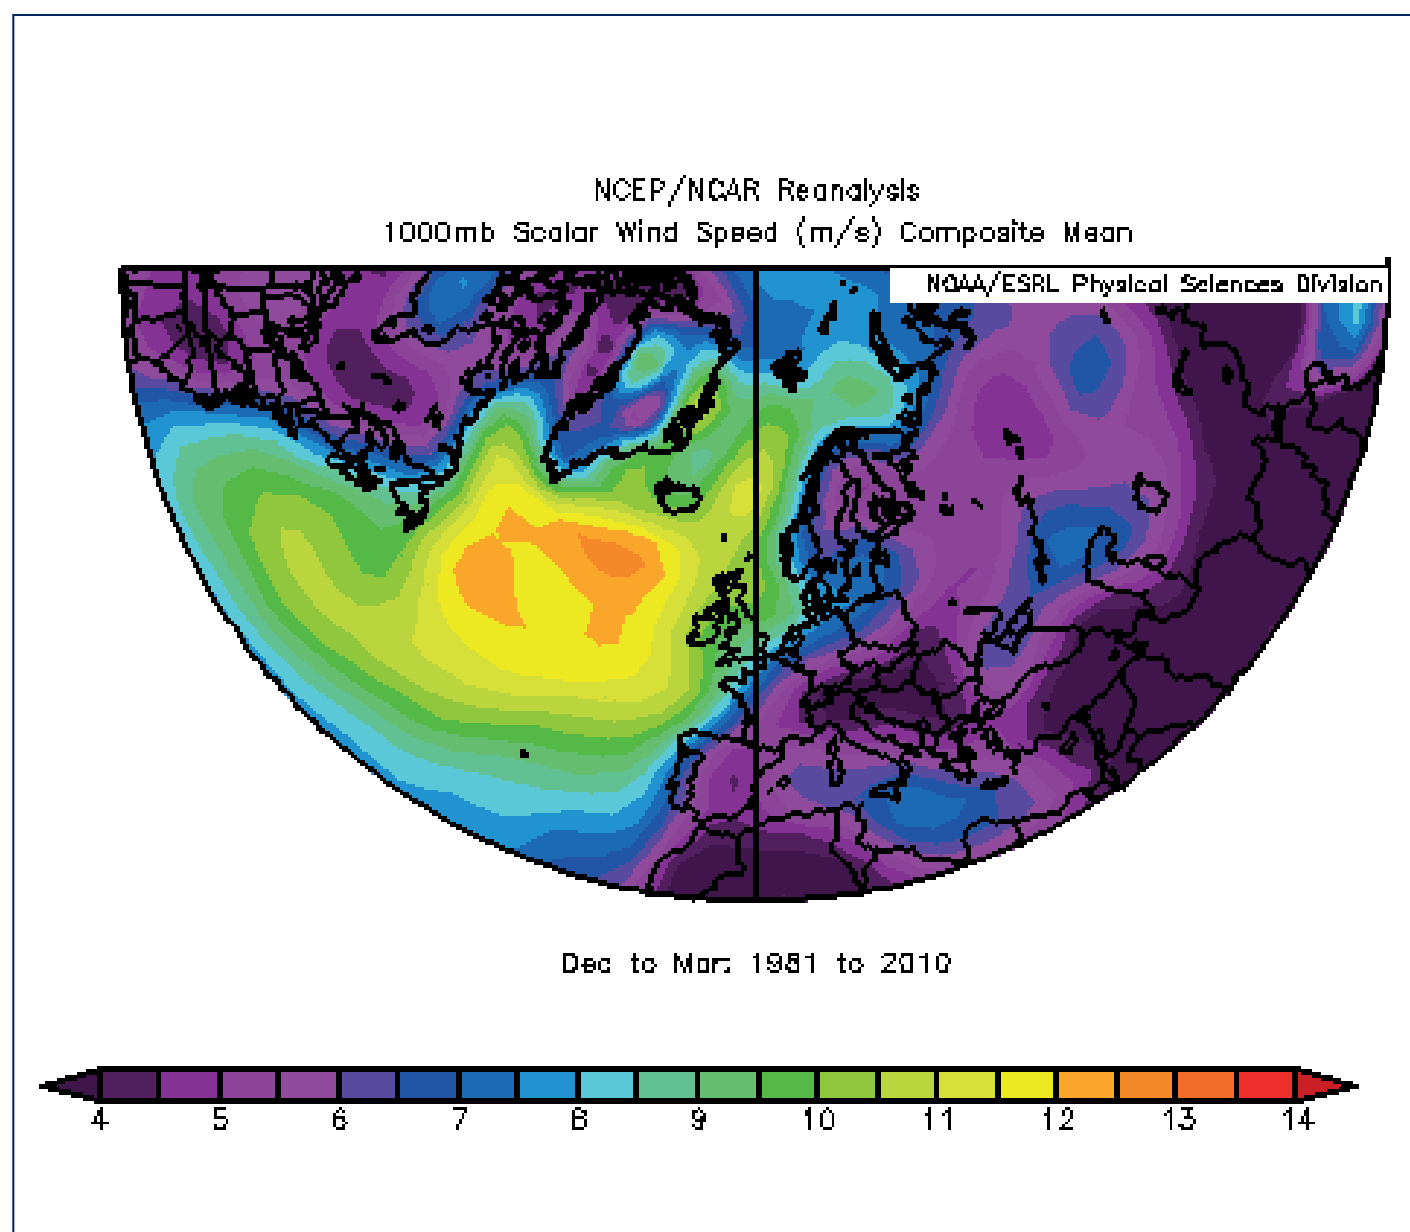 NCEP/NCAR Reanalysis
1000mb Scalar Wind Speed (m/s) Composite Mean
NOAA/ESRL Physical Sciences Division
Dec to Mar: 1981 to 2010
4 5 6 7 8 9 10 11 12 13 14